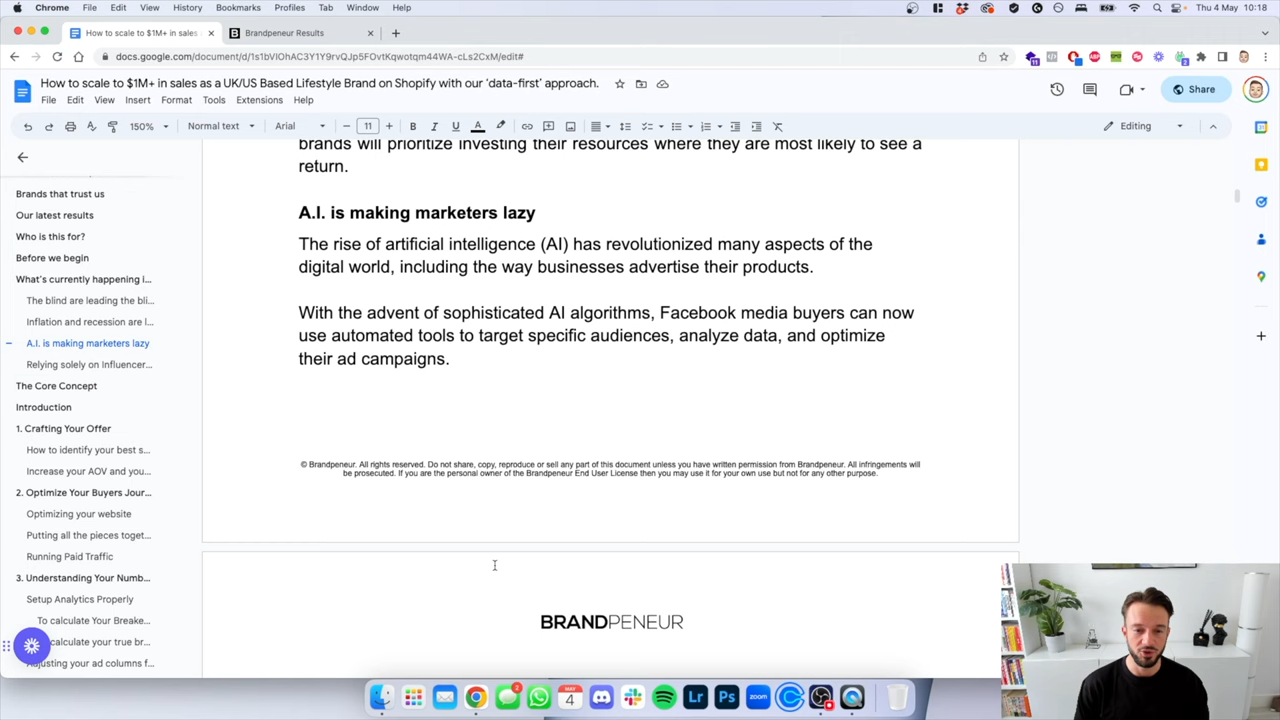 Chrome File Edit View History Bookmarks Profiles Tab Window Help
Thu 4 May 10:18
How to scale to $1M+ in sales
Brandpeneur Results
docs.google.com/document/d/1s1bVIOhAC3Y1Y9rvQJp5FOvtKqwotqm44WA-cLs2CxM/edit#
How to scale to $1M+ in sales as a UK/US Based Lifestyle Brand on Shopify with our 'data-first' approach.
File Edit View Insert Format Tools Extensions Help
Share
150% Normal text Arial 11
Editing
Brands that trust us
Our latest results
Who is this for?
Before we begin
What's currently happening i...
The blind are leading the bli...
Inflation and recession are l...
A.I. is making marketers lazy
Relying solely on Influencer...
The Core Concept
Introduction
1. Crafting Your Offer
How to identify your best s...
Increase your AOV and you...
2. Optimize Your Buyers Jour...
Optimizing your website
Putting all the pieces toget...
Running Paid Traffic
3. Understanding Your Numb...
Setup Analytics Properly
To calculate Your Breake...
calculate your true br...
Adjusting your ad columns f...
brands will prioritize investing their resources where they are most likely to see a
return.
A.I. is making marketers lazy
The rise of artificial intelligence (AI) has revolutionized many aspects of the
digital world, including the way businesses advertise their products.
With the advent of sophisticated AI algorithms, Facebook media buyers can now
use automated tools to target specific audiences, analyze data, and optimize
their ad campaigns.
© Brandpeneur. All rights reserved. Do not share, copy, reproduce or sell any part of this document unless you have written permission from Brandpeneur. All infringements will
be prosecuted. If you are the personal owner of the Brandpeneur End User License then you may use it for your own use but not for any other purpose.
BRANDPENEUR
MAY
4
2
Lr
Ps
zoom